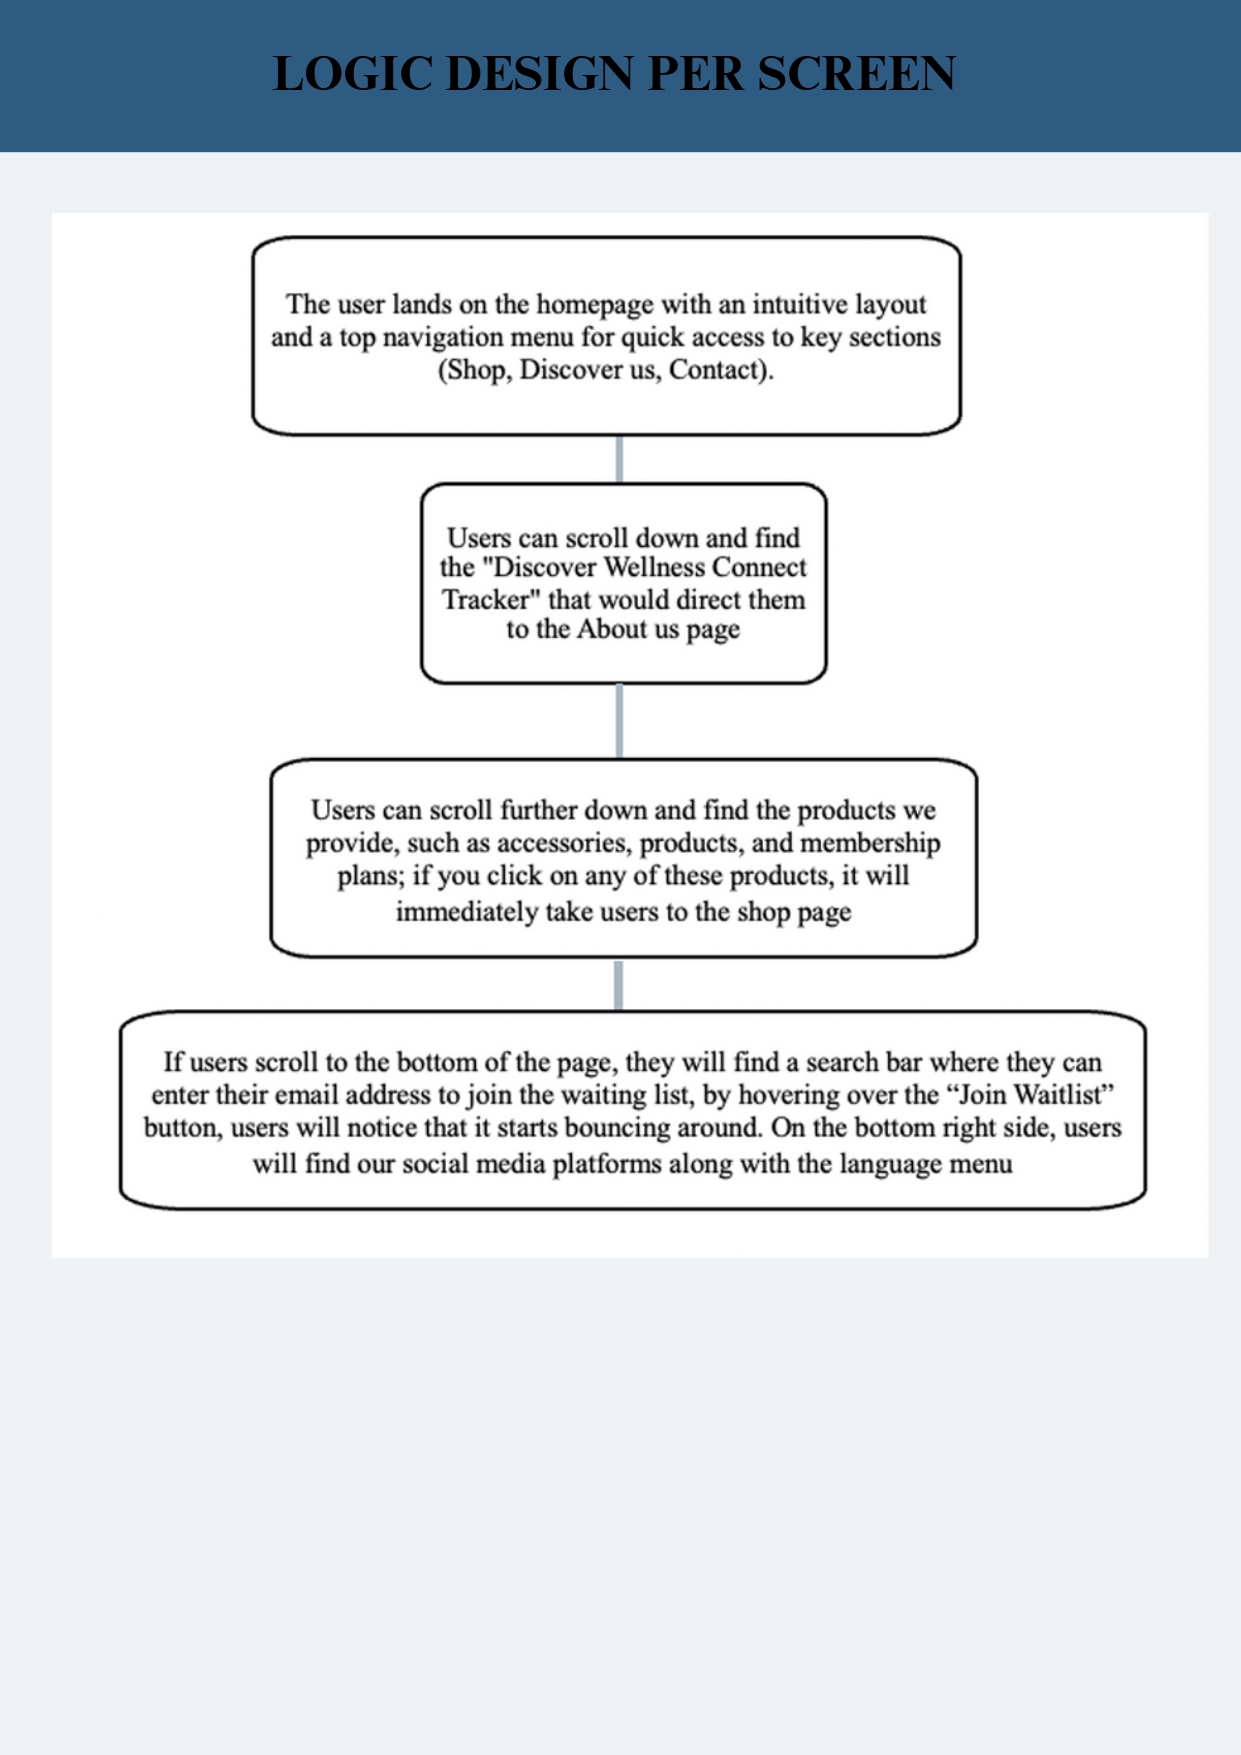 LOGIC DESIGN PER SCREEN
The user lands on the homepage with an intuitive layout
and a top navigation menu for quick access to key sections
(Shop, Discover us, Contact).
Users can scroll down and find
the "Discover Wellness Connect
Tracker" that would direct them
to the About us page
Users can scroll further down and find the products we
provide, such as accessories, products, and membership
plans; if you click on any of these products, it will
immediately take users to the shop page
If users scroll to the bottom of the page, they will find a search bar where they can
enter their email address to join the waiting list, by hovering over the “Join Waitlist”
button, users will notice that it starts bouncing around. On the bottom right side, users
will find our social media platforms along with the language menu